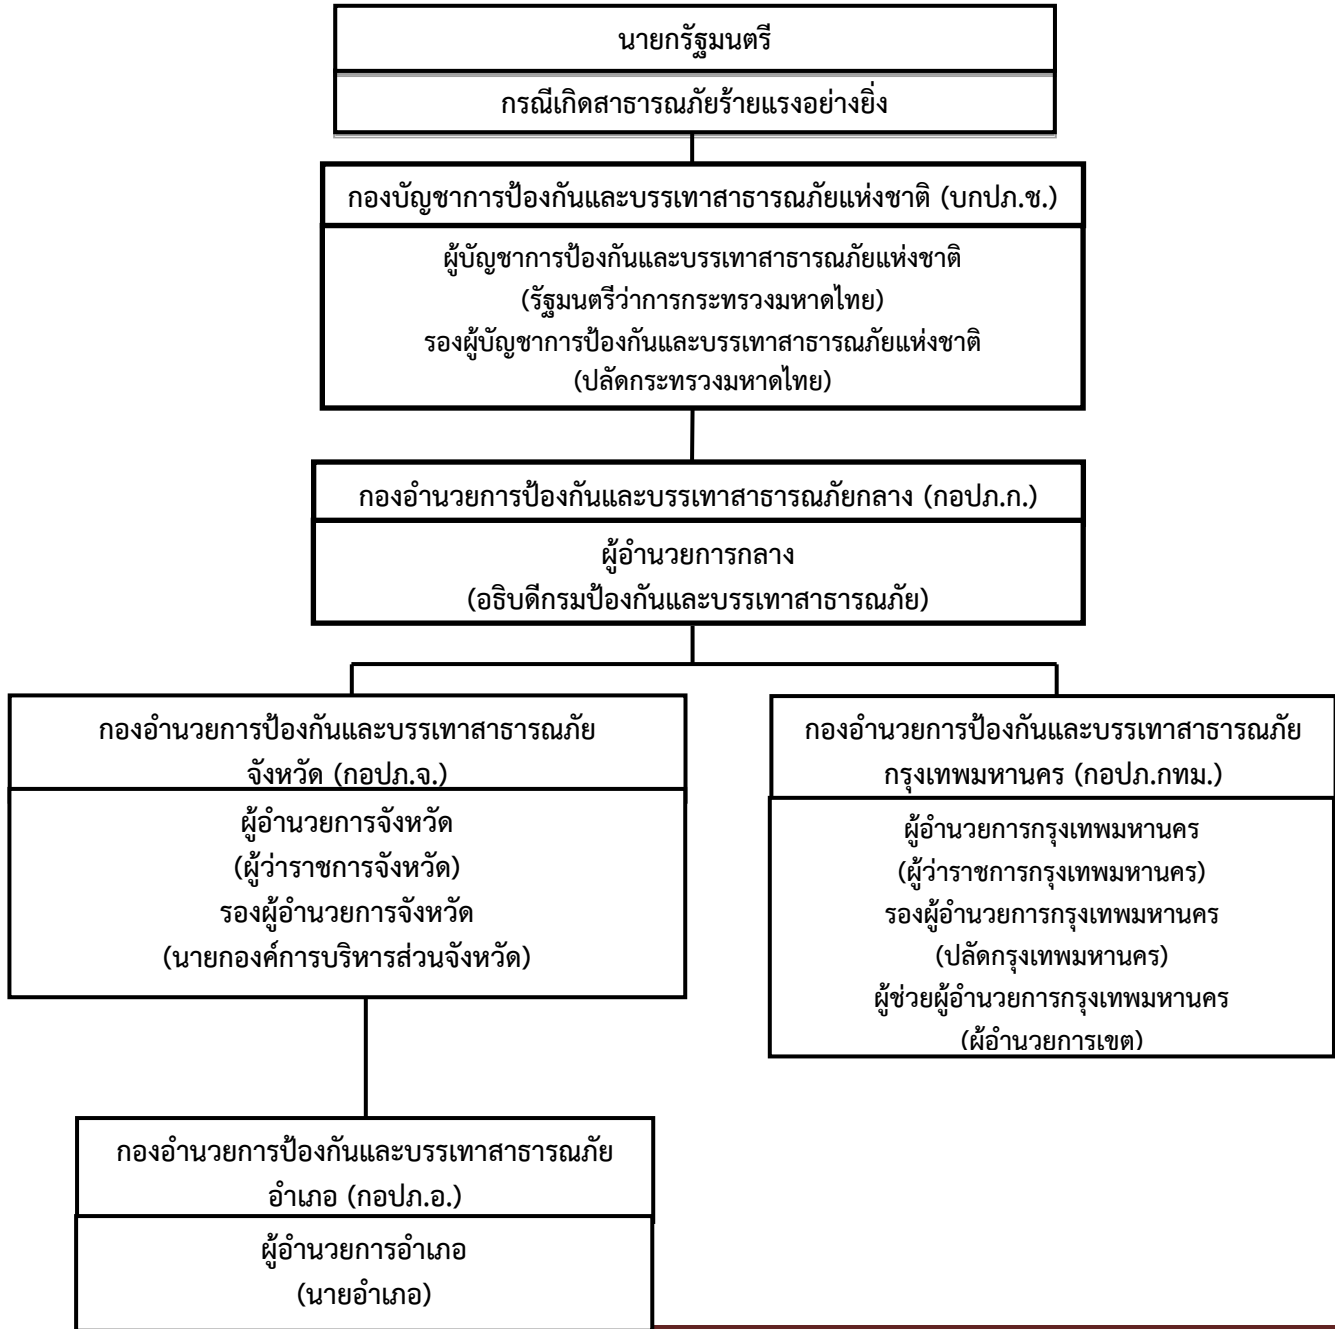 นายกรัฐมนตรี
กรณีเกิดสาธารณภัยร้ายแรงอย่างยิ่ง
กองบัญชาการป้องกันและบรรเทาสาธารณภัยแห่งชาติ (บกปภ.ช.)
ผู้บัญชาการป้องกันและบรรเทาสาธารณภัยแห่งชาติ
(รัฐมนตรีว่าการกระทรวงมหาดไทย)
รองผู้บัญชาการป้องกันและบรรเทาสาธารณภัยแห่งชาติ
(ปลัดกระทรวงมหาดไทย)
กองอำนวยการป้องกันและบรรเทาสาธารณภัยกลาง (กอปภ.ก.)
ผู้อำนวยการกลาง
(อธิบดีกรมป้องกันและบรรเทาสาธารณภัย)
กองอำนวยการป้องกันและบรรเทาสาธารณภัย
จังหวัด (กอปภ.จ.)
ผู้อำนวยการจังหวัด
(ผู้ว่าราชการจังหวัด)
รองผู้อำนวยการจังหวัด
(นายกองค์การบริหารส่วนจังหวัด)
กองอำนวยการป้องกันและบรรเทาสาธารณภัย
กรุงเทพมหานคร (กอปภ.กทม.)
ผู้อำนวยการกรุงเทพมหานคร
(ผู้ว่าราชการกรุงเทพมหานคร)
รองผู้อำนวยการกรุงเทพมหานคร
(ปลัดกรุงเทพมหานคร)
ผู้ช่วยผู้อำนวยการกรุงเทพมหานคร
(ผู้อำนวยการเขต)
กองอำนวยการป้องกันและบรรเทาสาธารณภัย
อำเภอ (กอปภ.อ.)
ผู้อำนวยการอำเภอ
(นายอำเภอ)